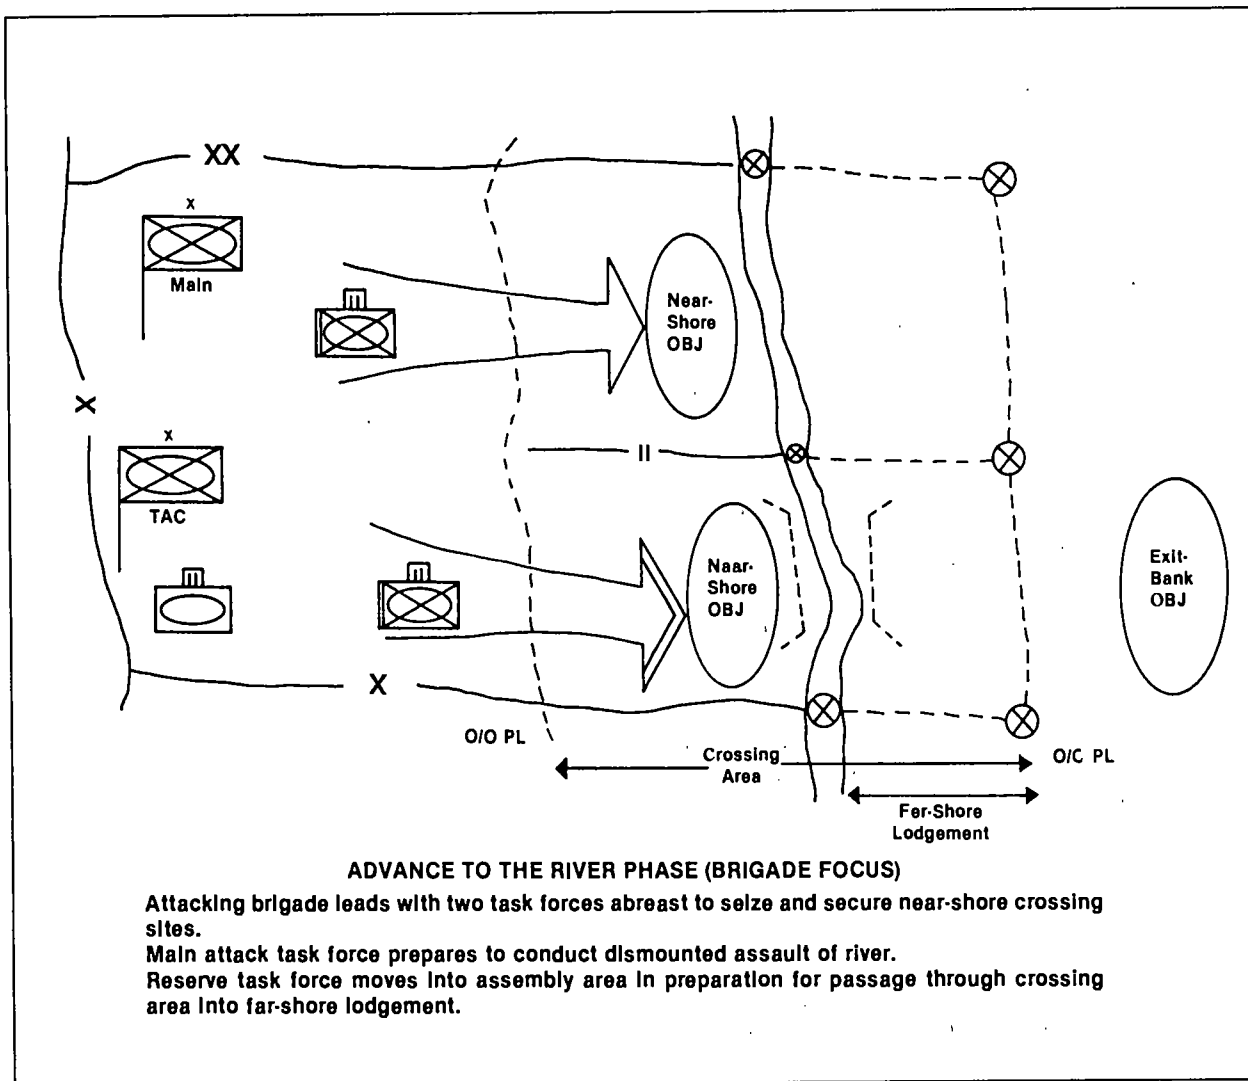 XX
x
Main
Near-
Shore
OBJ
X
II
x
TAC
Naar-
Shore
OBJ
Exit-
Bank
OBJ
X
O/O PL
Crossing
Area
O/C PL
Fer-Shore
Lodgement
ADVANCE TO THE RIVER PHASE (BRIGADE FOCUS)
Attacking brigade leads with two task forces abreast to seize and secure near-shore crossing
sites.
Main attack task force prepares to conduct dismounted assault of river.
Reserve task force moves into assembly area in preparation for passage through crossing
area into far-shore lodgement.